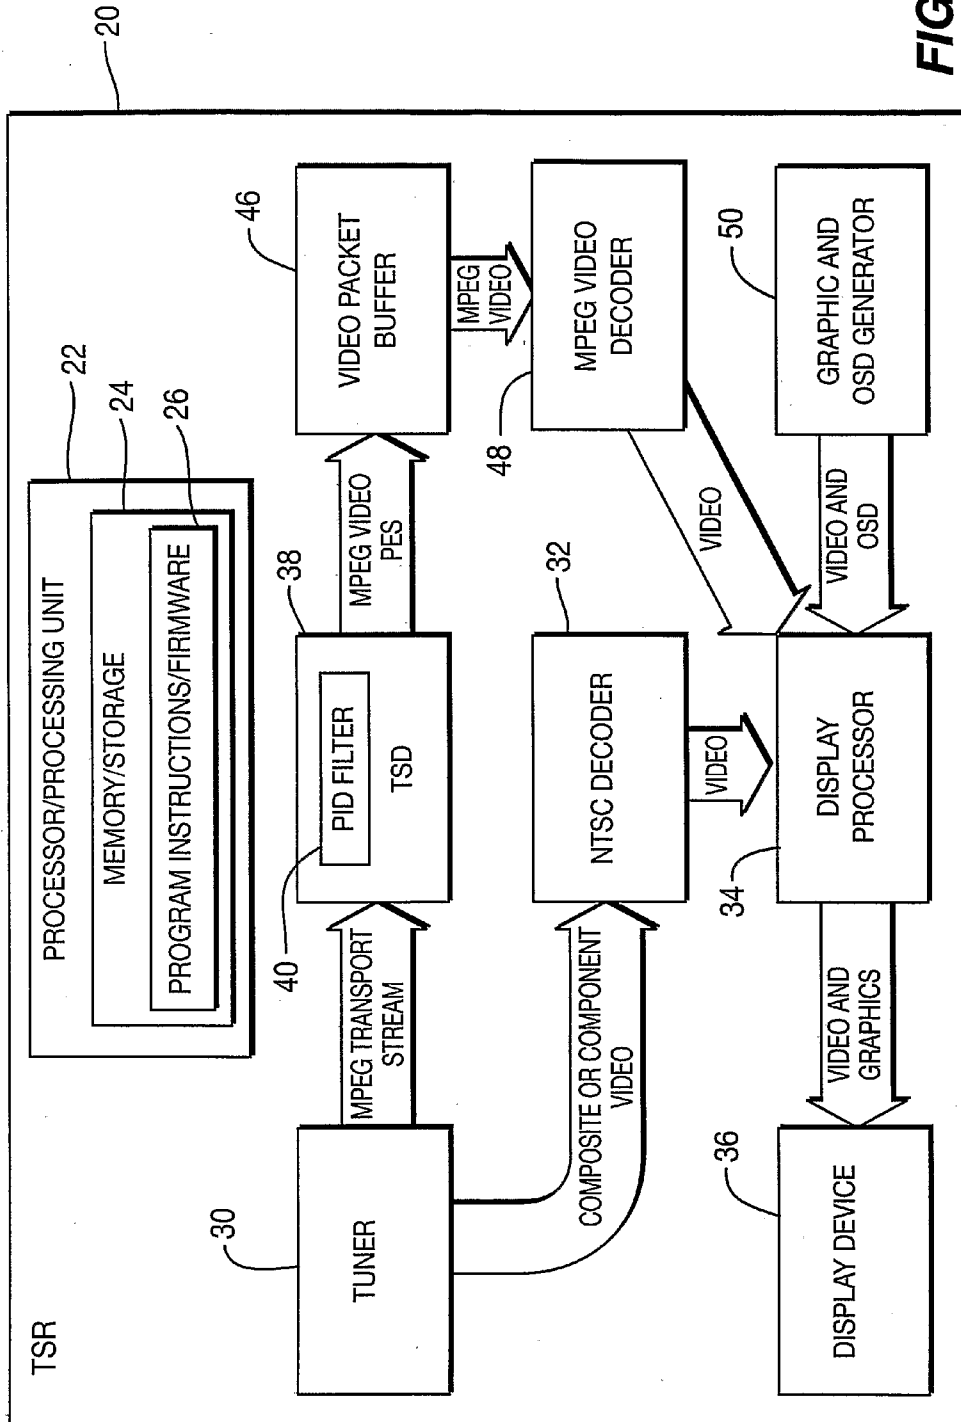 TSR
20
PROCESSOR/PROCESSING UNIT
22
MEMORY/STORAGE
24
PROGRAM INSTRUCTIONS/FIRMWARE
26
30
TUNER
MPEG TRANSPORT
STREAM
40
38
PID FILTER
TSD
MPEG VIDEO
PES
46
VIDEO PACKET
BUFFER
MPEG
VIDEO
COMPOSITE OR COMPONENT
VIDEO
32
NTSC DECODER
VIDEO
48
MPEG VIDEO
DECODER
VIDEO
36
DISPLAY DEVICE
VIDEO AND
GRAPHICS
34
DISPLAY
PROCESSOR
VIDEO AND
OSD
50
GRAPHIC AND
OSD GENERATOR
FIG